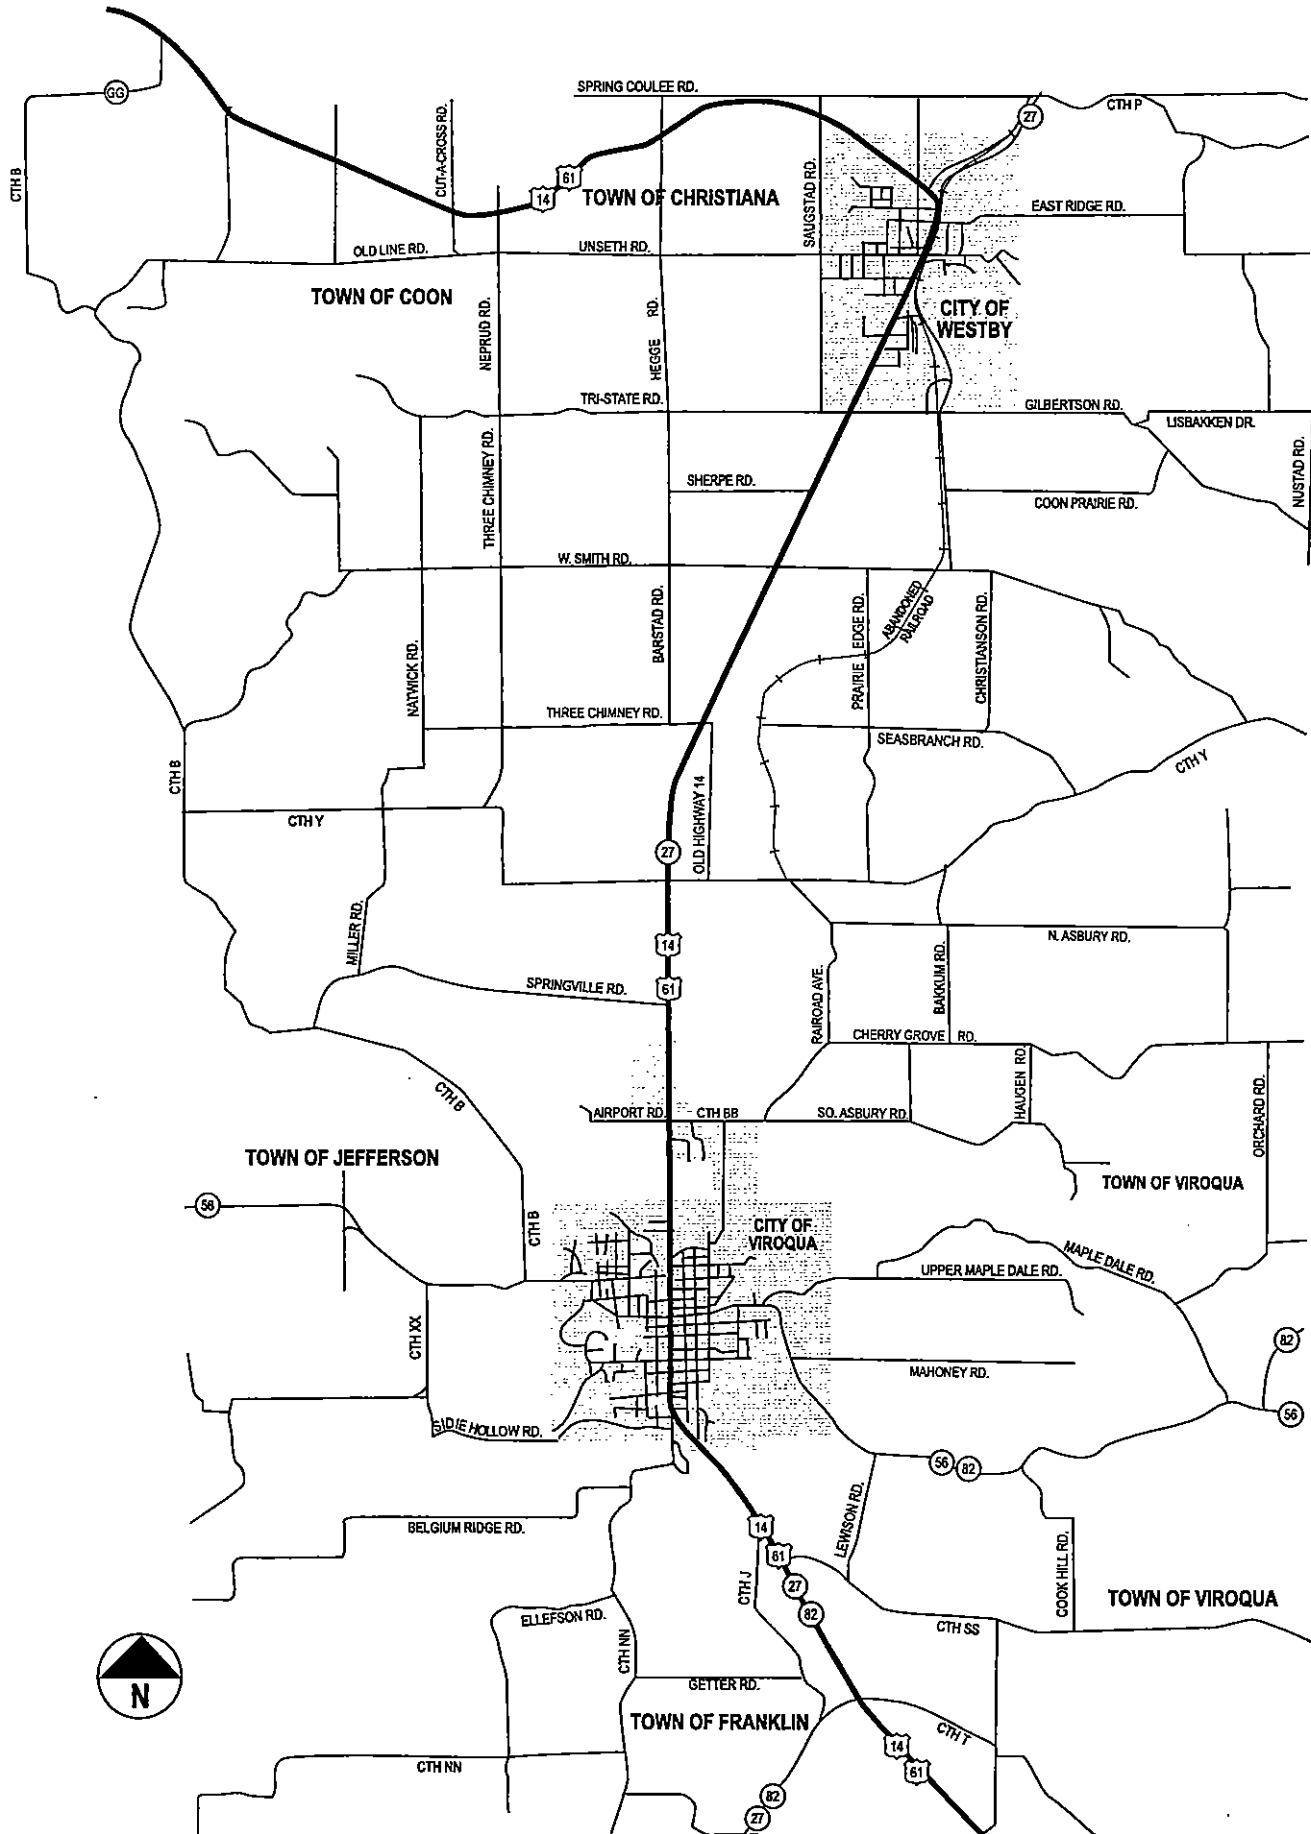 GG
SPRING COULEE RD.
CTH P
27
CTH B
CUT-A-CROSS RD.
61
14
TOWN OF CHRISTIANA
SAUGSTAD RD.
EAST RIDGE RD.
OLD LINE RD.
UNSETH RD.
TOWN OF COON
NEPRUD RD.
HEGGE RD.
CITY OF
WESTBY
TRI-STATE RD.
GILBERTSON RD.
LISBAKKEN DR.
THREE CHIMNEY RD.
SHERPE RD.
COON PRAIRIE RD.
NUSTAD RD.
W. SMITH RD.
NATWICK RD.
BARSTAD RD.
PRAIRIE EDGE RD.
ABANDONED
RAILROAD
CHRISTIANSON RD.
THREE CHIMNEY RD.
SEASBRANCH RD.
CTH B
CTH Y
CTH Y
OLD HIGHWAY 14
27
MILLER RD.
14
N. ASBURY RD.
BAKKUM RD.
61
SPRINGVILLE RD.
RAIROAD AVE.
CHERRY GROVE RD.
CTH B
HAUGEN RD.
ORCHARD RD.
AIRPORT RD.
CTH BB
SO. ASBURY RD.
TOWN OF JEFFERSON
TOWN OF VIROQUA
56
CTH B
CITY OF
VIROQUA
MAPLE DALE RD.
UPPER MAPLE DALE RD.
CTH XX
82
MAHONEY RD.
56
SIDIE HOLLOW RD.
56
82
LEWISON RD.
BELGIUM RIDGE RD.
14
61
COOK HILL RD.
CTH J
27
82
TOWN OF VIROQUA
ELLEFSON RD.
CTH NN
CTH SS
N
GETTER RD.
TOWN OF FRANKLIN
CTH T
14
61
CTH NN
82
27